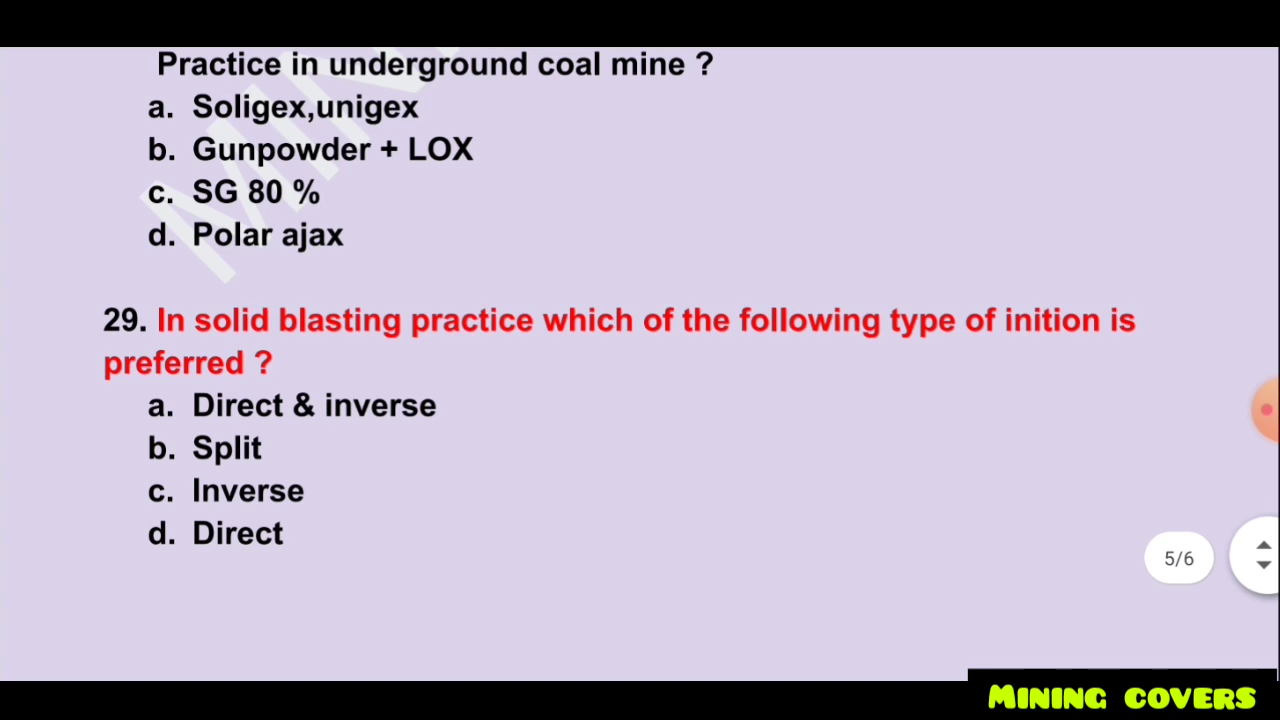 Practice in underground coal mine ?
a. Soligex,unigex
b. Gunpowder + LOX
c. SG 80 %
d. Polar ajax
29. In solid blasting practice which of the following type of inition is
preferred ?
a. Direct & inverse
b. Split
c. Inverse
d. Direct
5/6
MINING COVERS